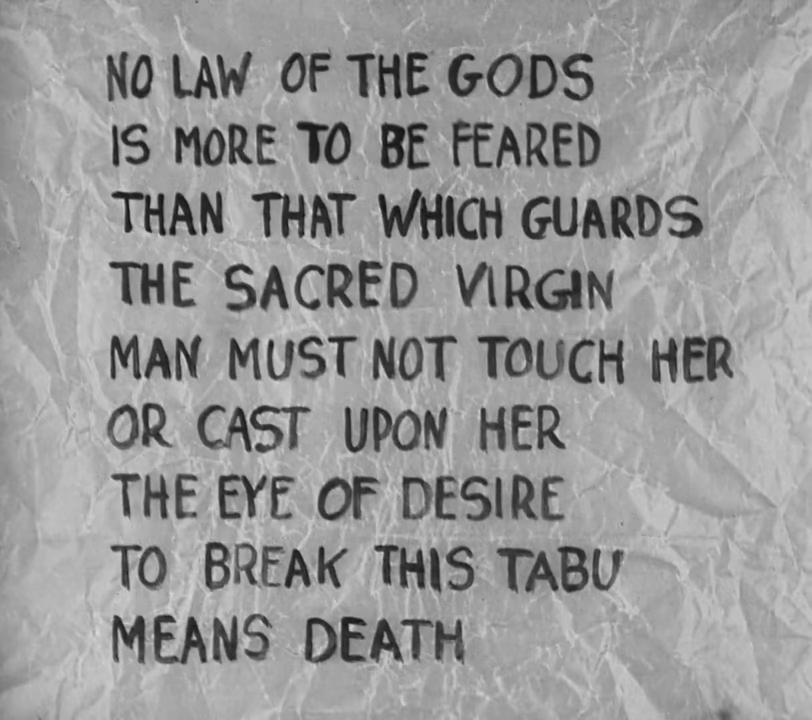 NO LAW OF THE GODS
IS MORE TO BE FEARED
THAN THAT WHICH GUARDS
THE SACRED VIRGIN
MAN MUST NOT TOUCH HER
OR CAST UPON HER
THE EYE OF DESIRE
TO BREAK THIS TABU
MEANS DEATH